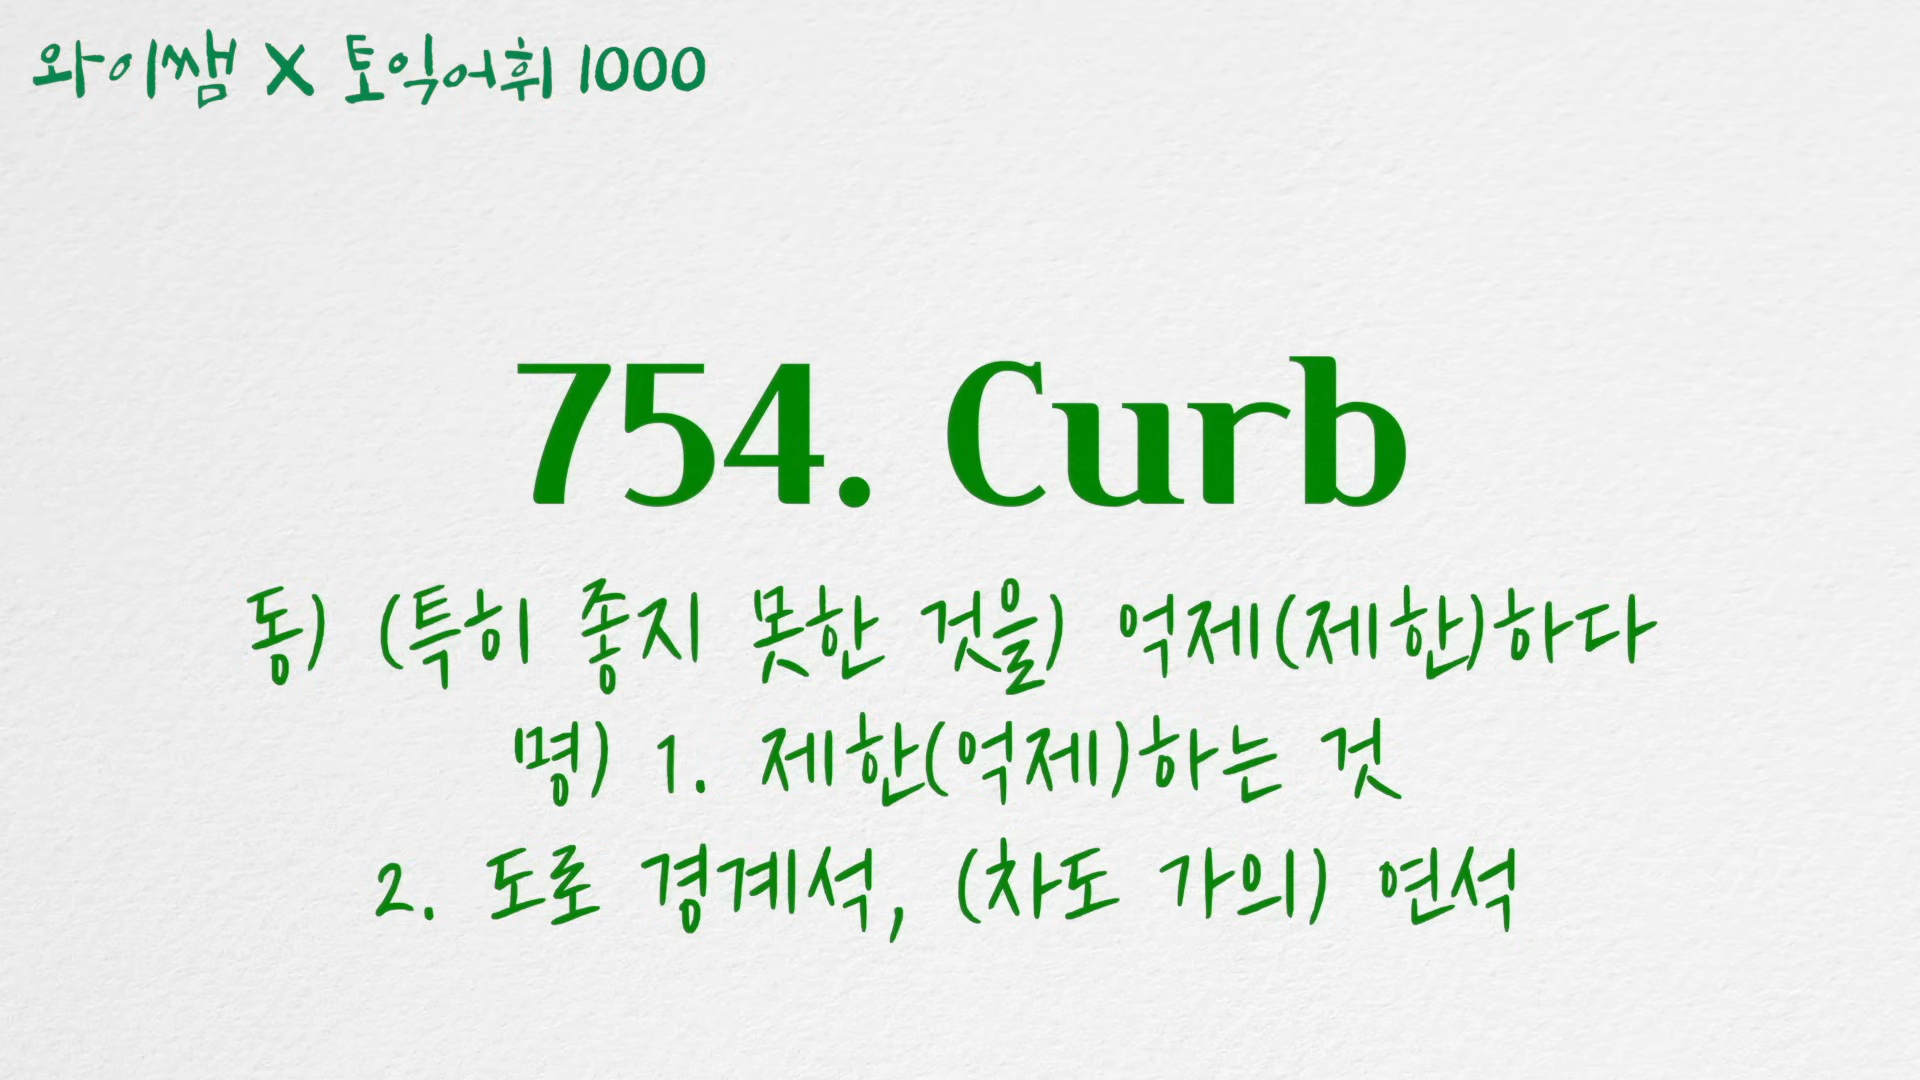 와이쌤 X 토익어휘 1000
754. Curb
동) (특히 좋지 못한 것을) 억제(제한)하다
명) 1. 제한(억제)하는 것
2. 도로 경계석, (차도 가의) 연석